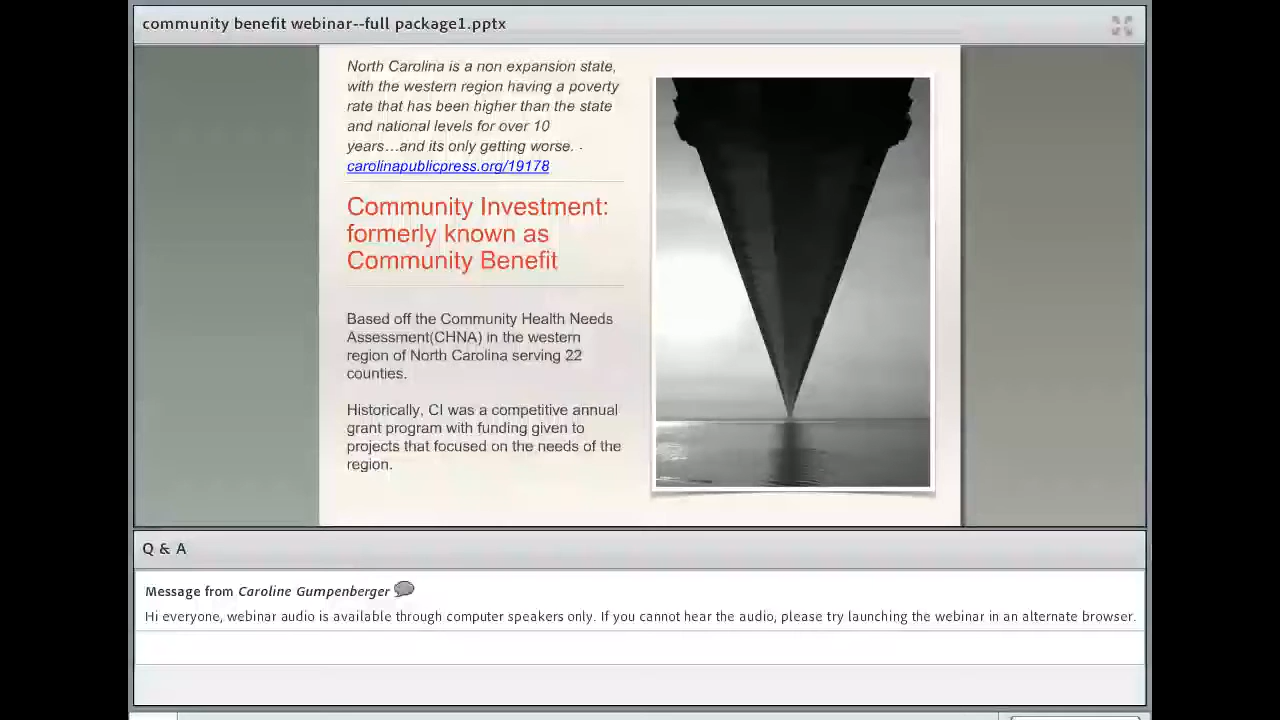 community benefit webinar--full package1.pptx
North Carolina is a non expansion state,
with the western region having a poverty
rate that has been higher than the state
and national levels for over 10
years…and its only getting worse. -
carolinapublicpress.org/19178
Community Investment:
formerly known as
Community Benefit
Based off the Community Health Needs
Assessment(CHNA) in the western
region of North Carolina serving 22
counties.
Historically, CI was a competitive annual
grant program with funding given to
projects that focused on the needs of the
region.
Q & A
Message from Caroline Gumpenberger
Hi everyone, webinar audio is available through computer speakers only. If you cannot hear the audio, please try launching the webinar in an alternate browser.